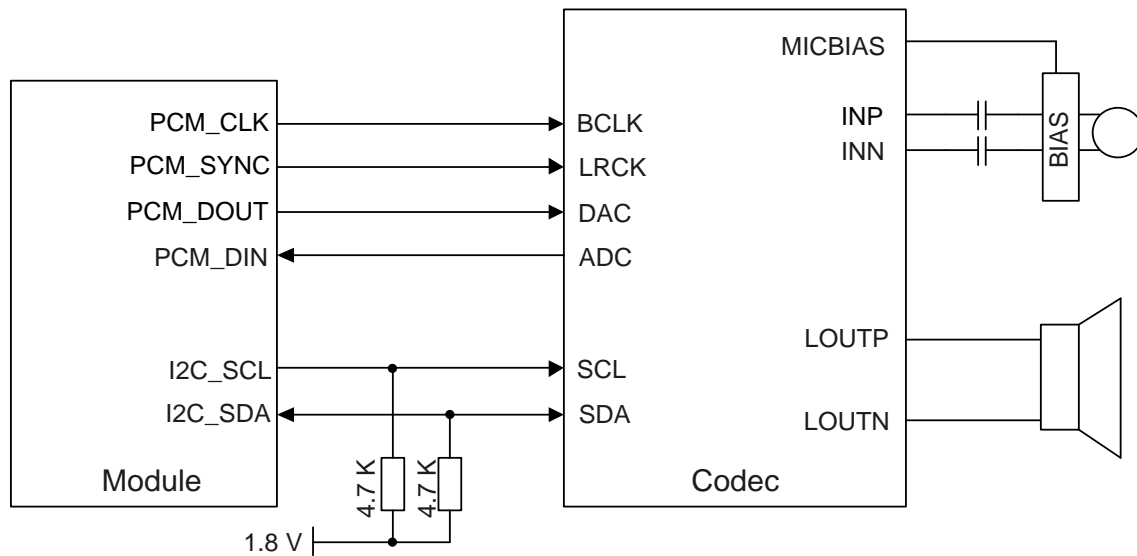 MICBIAS
PCM_CLK
BCLK
INP
PCM_SYNC
LRCK
INN
BIAS
PCM_DOUT
DAC
PCM_DIN
ADC
LOUTP
I2C_SCL
SCL
I2C_SDA
SDA
LOUTN
Module
4.7 K
4.7 K
Codec
1.8 V